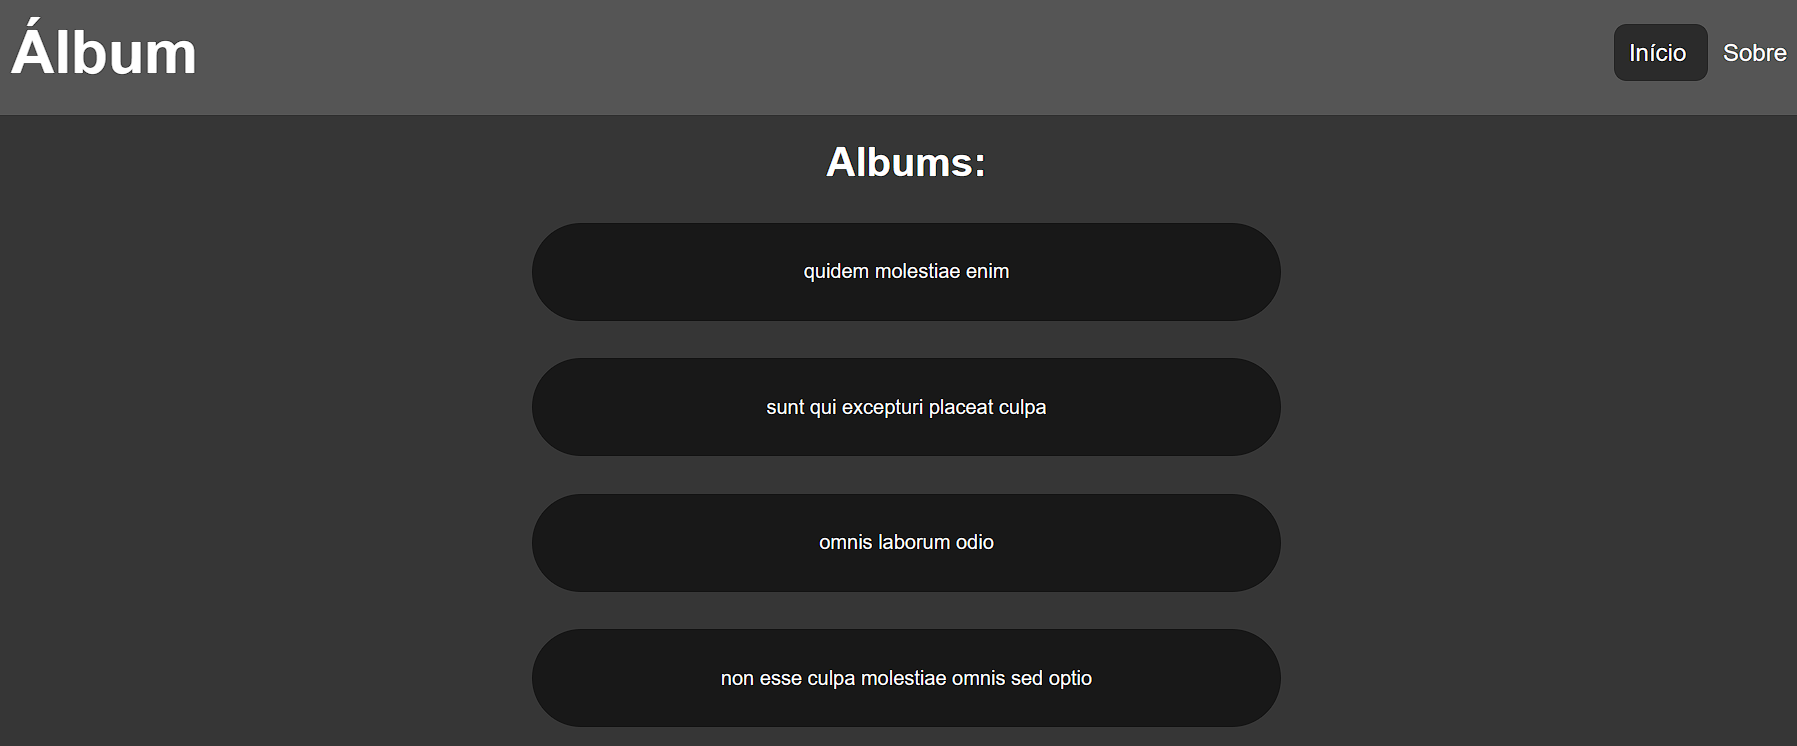 Álbum
Início
Sobre
Albums:
quidem molestiae enim
sunt qui excepturi placeat culpa
omnis laborum odio
non esse culpa molestiae omnis sed optio